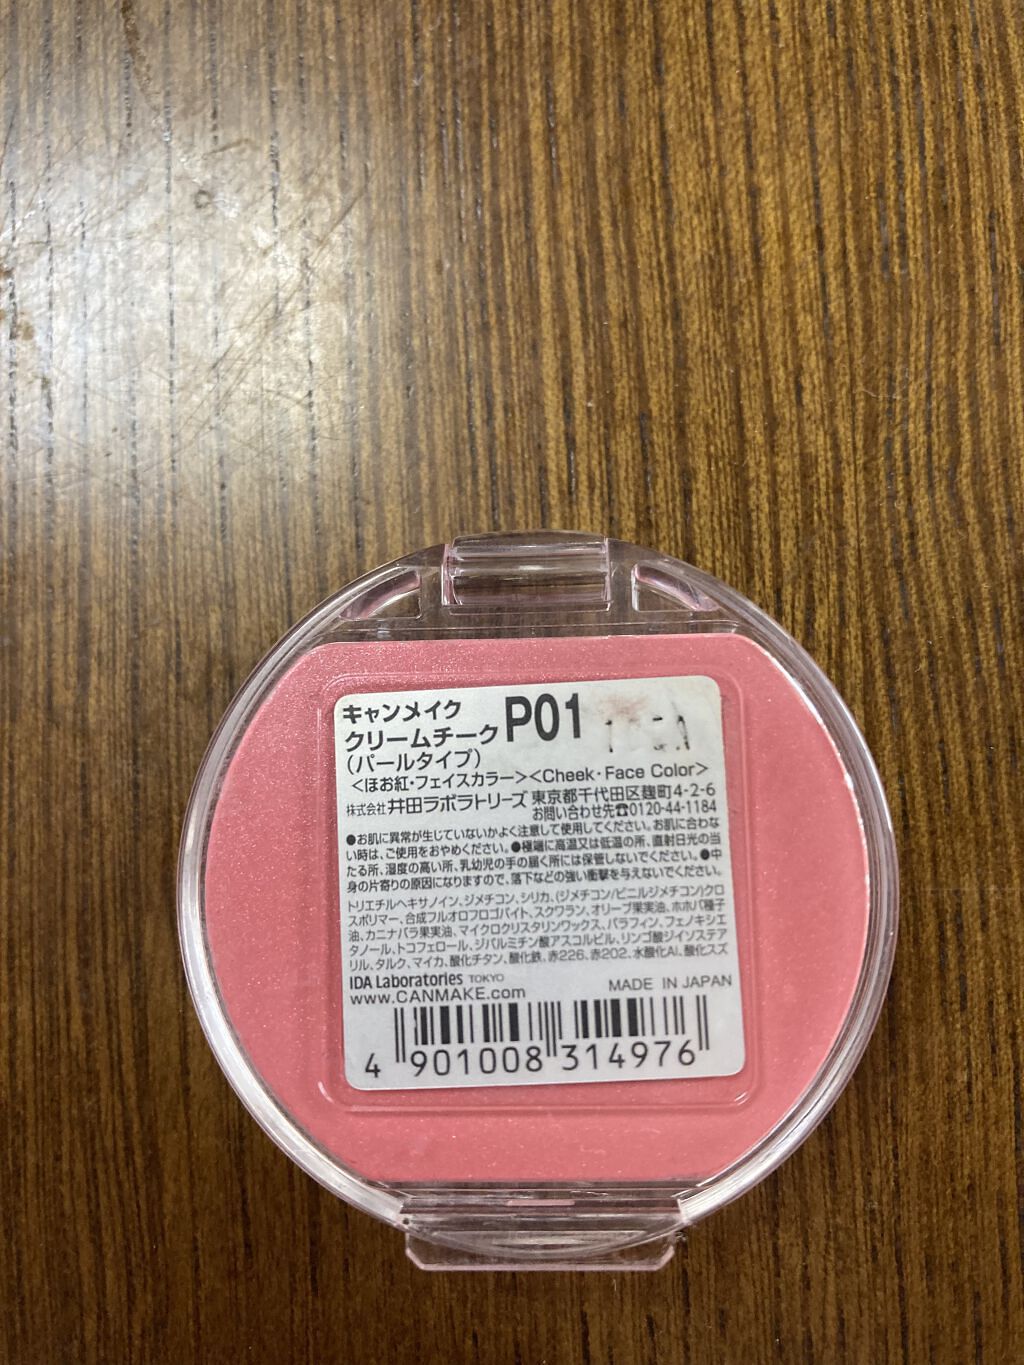 キャンメイク
クリームチーク P01
(パールタイプ)
<ほお紅・フェイスカラー><Cheek・Face Color>
株式会社 井田ラボラトリーズ 東京都千代田区麹町4-2-6
お問い合わせ先☎0120-44-1184
●お肌に異常が生じていないかよく注意して使用してください。お肌に合わな
い時は、ご使用をおやめください。●極端に高温又は低温の所、直射日光の当
たる所、湿度の高い所、乳幼児の手の届く所には保管しないでください。●中
身の片寄りの原因になりますので、落下などの強い衝撃を与えないでください。
トリエチルヘキサノイン、ジメチコン、シリカ、(ジメチコン/ビニルジメチコン)クロ
スポリマー、合成フルオロフロゴパイト、スクワラン、オリーブ果実油、ホホバ種子
油、カニナバラ果実油、マイクロクリスタリンワックス、パラフィン、フェノキシエ
タノール、トコフェロール、ジパルミチン酸アスコルビル、リンゴ酸ジイソステア
リル、タルク、マイカ、酸化チタン、酸化鉄、赤226、赤202、水酸化Al、酸化スズ
IDA Laboratories TOKYO
www.CANMAKE.com MADE IN JAPAN
4 901008 314976